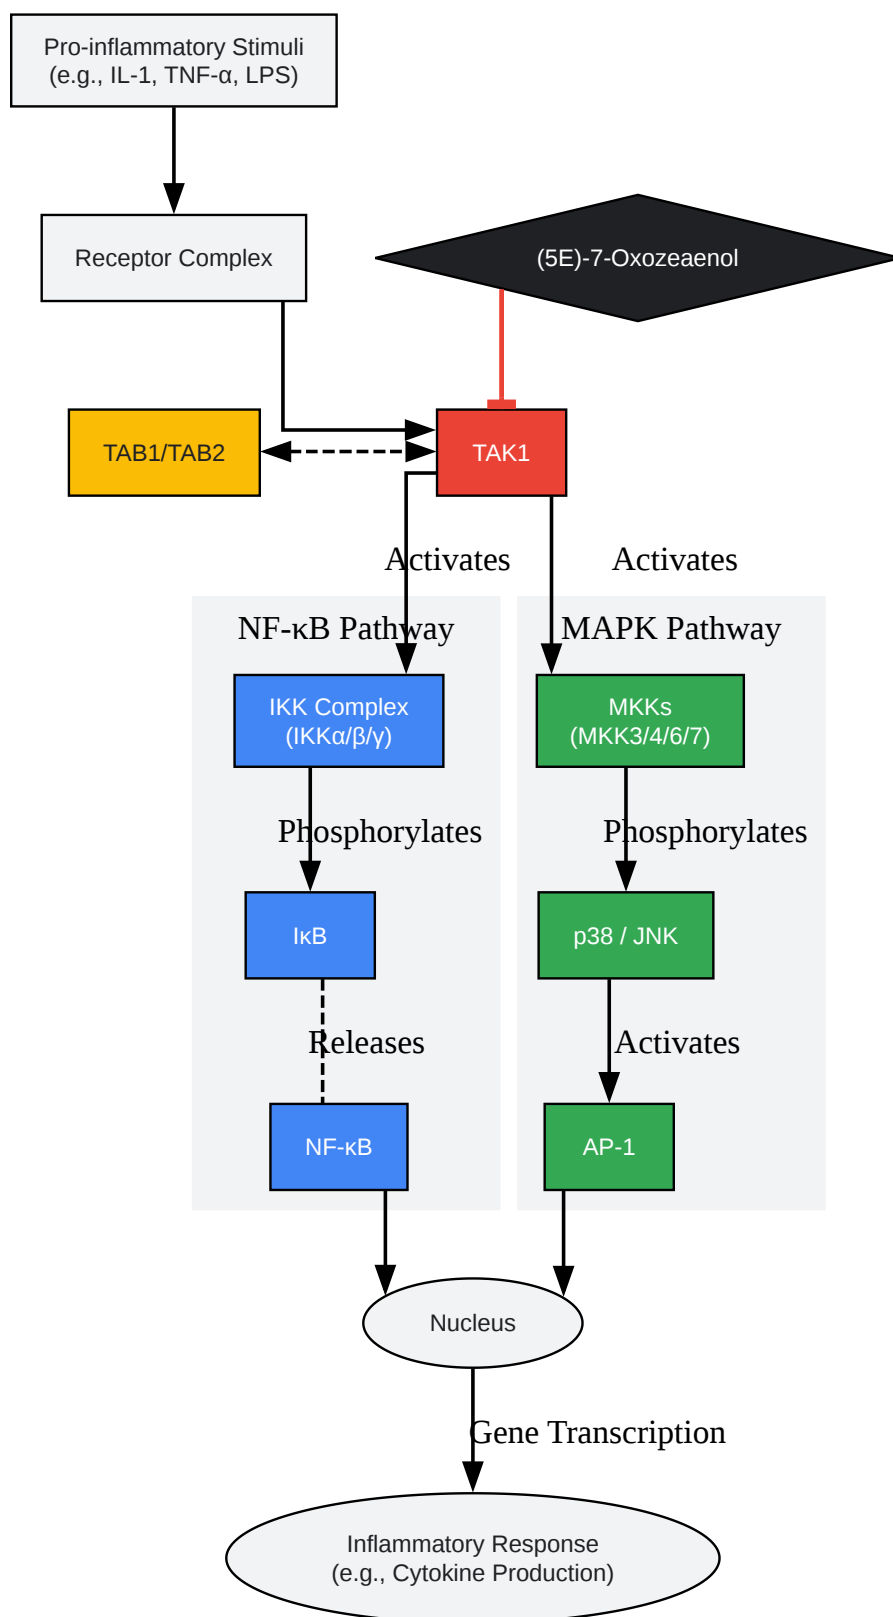 Pro-inflammatory Stimuli
(e.g., IL-1, TNF-α, LPS)
Receptor Complex
(5E)-7-Oxozeaenol
TAB1/TAB2
TAK1
Activates
Activates
NF-κB Pathway
MAPK Pathway
IKK Complex
(IKKα/β/γ)
MKKs
(MKK3/4/6/7)
Phosphorylates
Phosphorylates
IκB
p38 / JNK
Releases
Activates
NF-κB
AP-1
Nucleus
Gene Transcription
Inflammatory Response
(e.g., Cytokine Production)